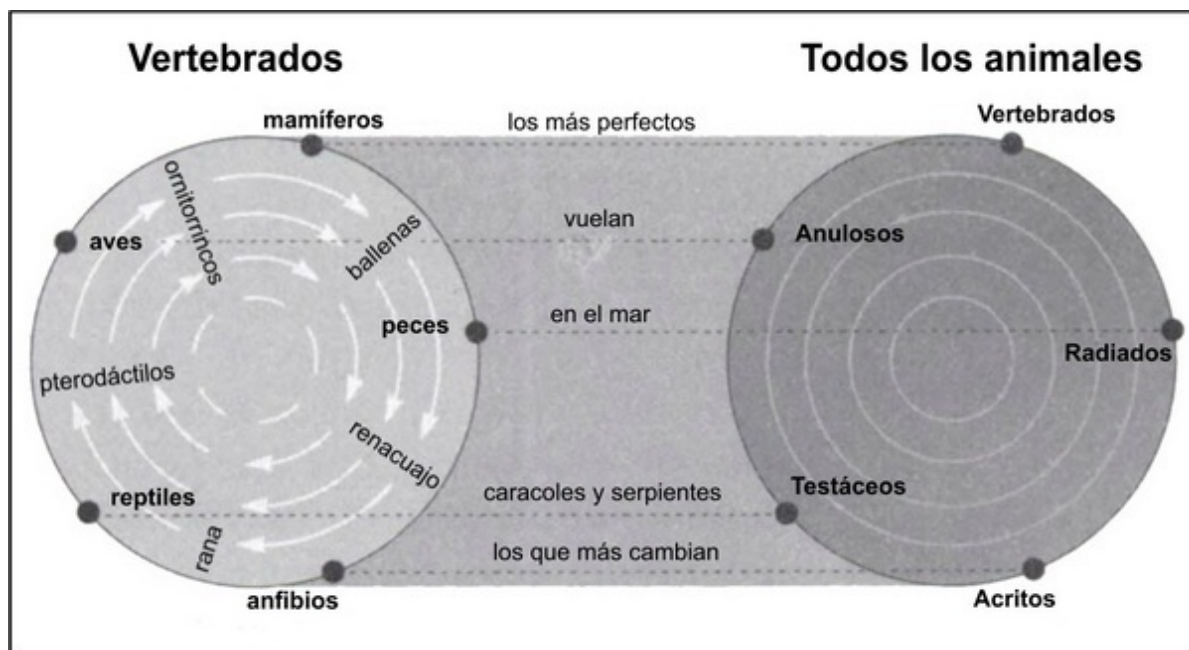 Vertebrados
Todos los animales
mamíferos
los más perfectos
Vertebrados
ornitorrincos
aves
vuelan
Anulosos
ballenas
peces
en el mar
Radiados
pterodáctilos
renacuajo
reptiles
caracoles y serpientes
Testáceos
rana
los que más cambian
anfibios
Acritos